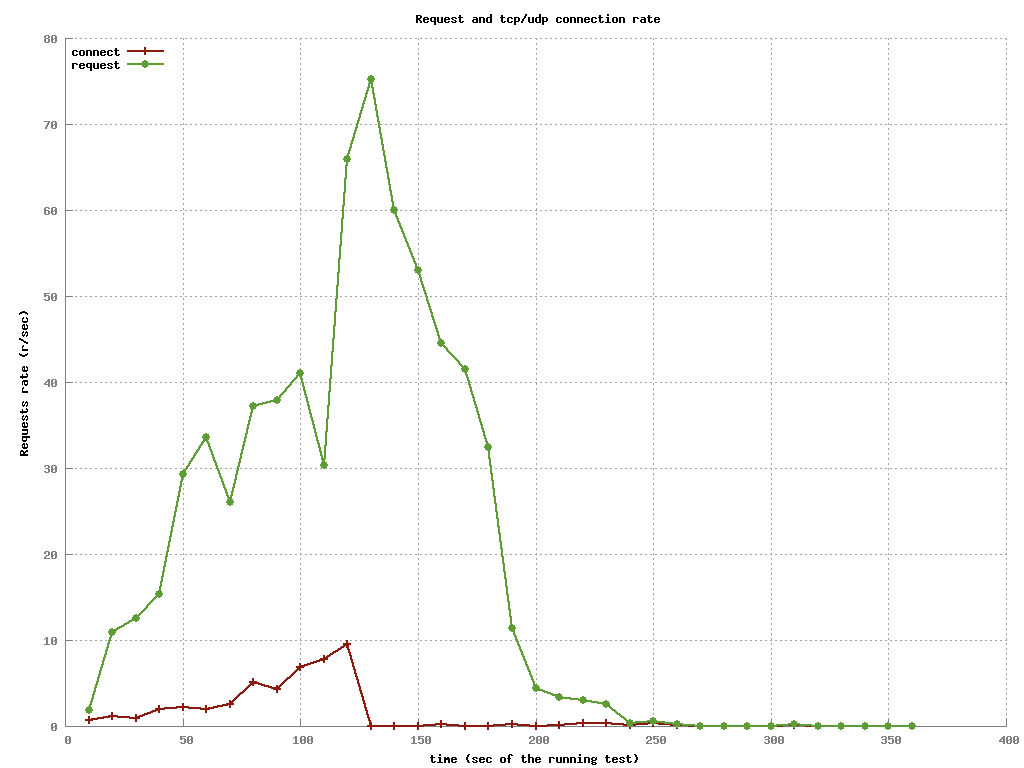 Request and tcp/udp connection rate
connect
request
80
70
60
50
40
30
20
10
0
Requests rate (r/sec)
0 50 100 150 200 250 300 350 400
time (sec of the running test)